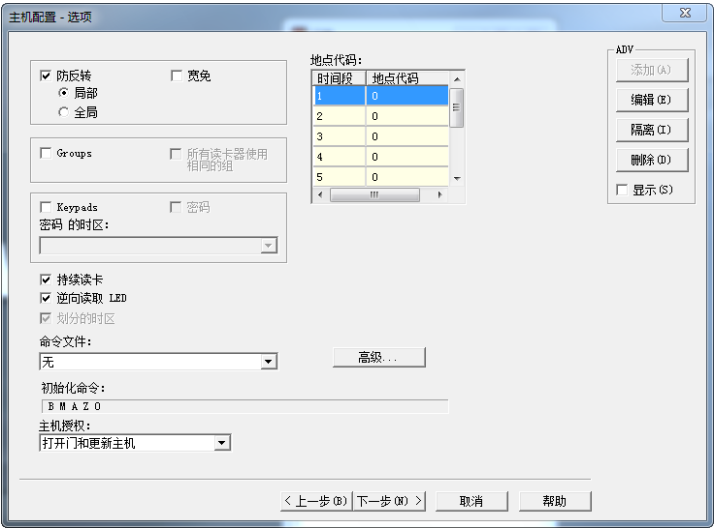 主机配置 - 选项
防反转
宽免
局部
全局
Groups
所有读卡器使用
相同的组
Keypads
密码
密码 的时区：
持续读卡
逆向读取 LED
划分的时区
命令文件：
无
高级...
初始化命令：
B M A Z O
主机授权：
打开门和更新主机
地点代码：
时间段 地点代码
1 0
2 0
3 0
4 0
5 0
ADV
添加(A)
编辑(E)
隔离(I)
删除(D)
显示(S)
< 上一步(B)
下一步(N) >
取消
帮助